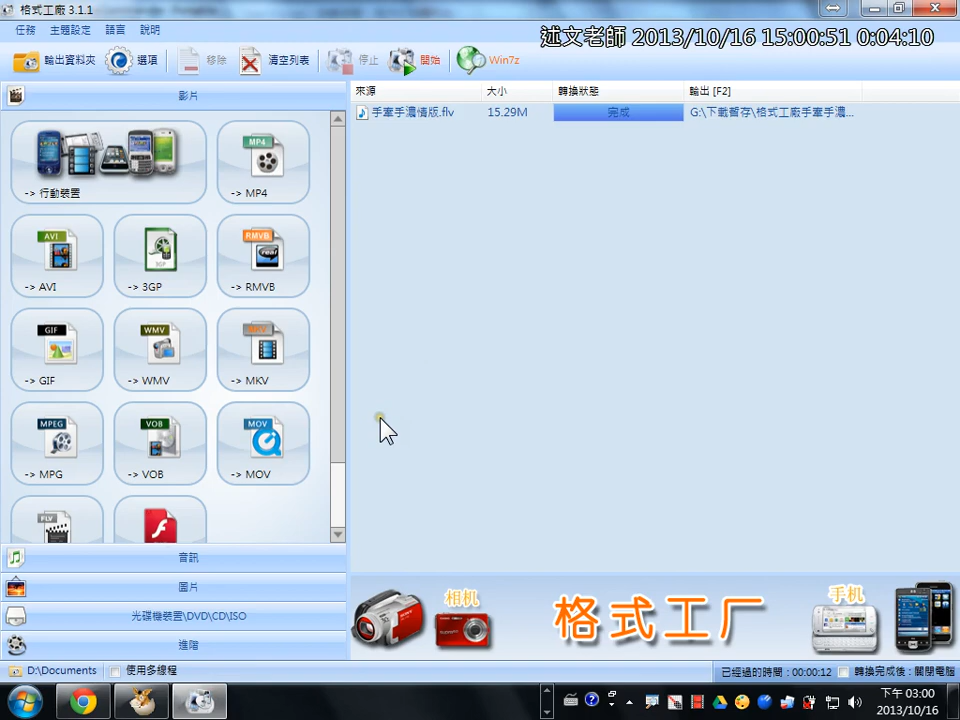 格式工廠 3.1.1
任務 主題設定 語言 說明
述文老師 2013/10/16 15:00:51 0:04:10
輸出資料夾 選項 移除 清空列表 停止 開始 Win7z
影片
來源 大小 轉換狀態 輸出 [F2]
手牽手濃情版.flv 15.29M 完成 G:\下載暫存\格式工廠手牽手濃...
MP4
-> 行動裝置 -> MP4
AVI 3GP RMVB
real
-> AVI -> 3GP -> RMVB
GIF WMV MKV
-> GIF -> WMV -> MKV
MPEG VOB MOV
-> MPG -> VOB -> MOV
FLV
音訊
圖片
光碟機裝置\DVD\CD\ISO
進階
相机 格式工厂 手机
D:\Documents 使用多線程 已經過的時間 : 00:00:12 轉換完成後 : 關閉電腦
下午 03:00
2013/10/16